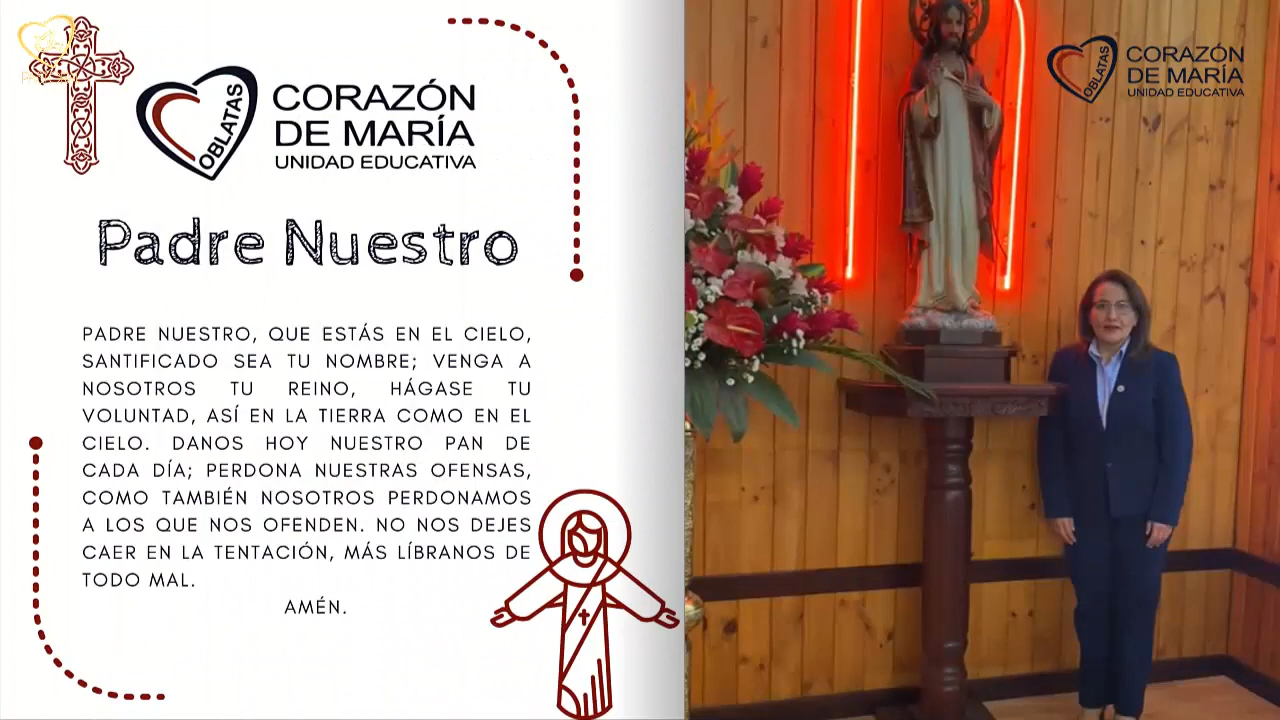 OBLATAS
CORAZÓN
DE MARÍA
UNIDAD EDUCATIVA
Padre Nuestro
PADRE NUESTRO, QUE ESTÁS EN EL CIELO,
SANTIFICADO SEA TU NOMBRE; VENGA A
NOSOTROS TU REINO, HÁGASE TU
VOLUNTAD, ASÍ EN LA TIERRA COMO EN EL
CIELO. DANOS HOY NUESTRO PAN DE
CADA DÍA; PERDONA NUESTRAS OFENSAS,
COMO TAMBIÉN NOSOTROS PERDONAMOS
A LOS QUE NOS OFENDEN. NO NOS DEJES
CAER EN LA TENTACIÓN, MÁS LÍBRANOS DE
TODO MAL.
AMÉN.
OBLATAS
CORAZÓN
DE MARÍA
UNIDAD EDUCATIVA